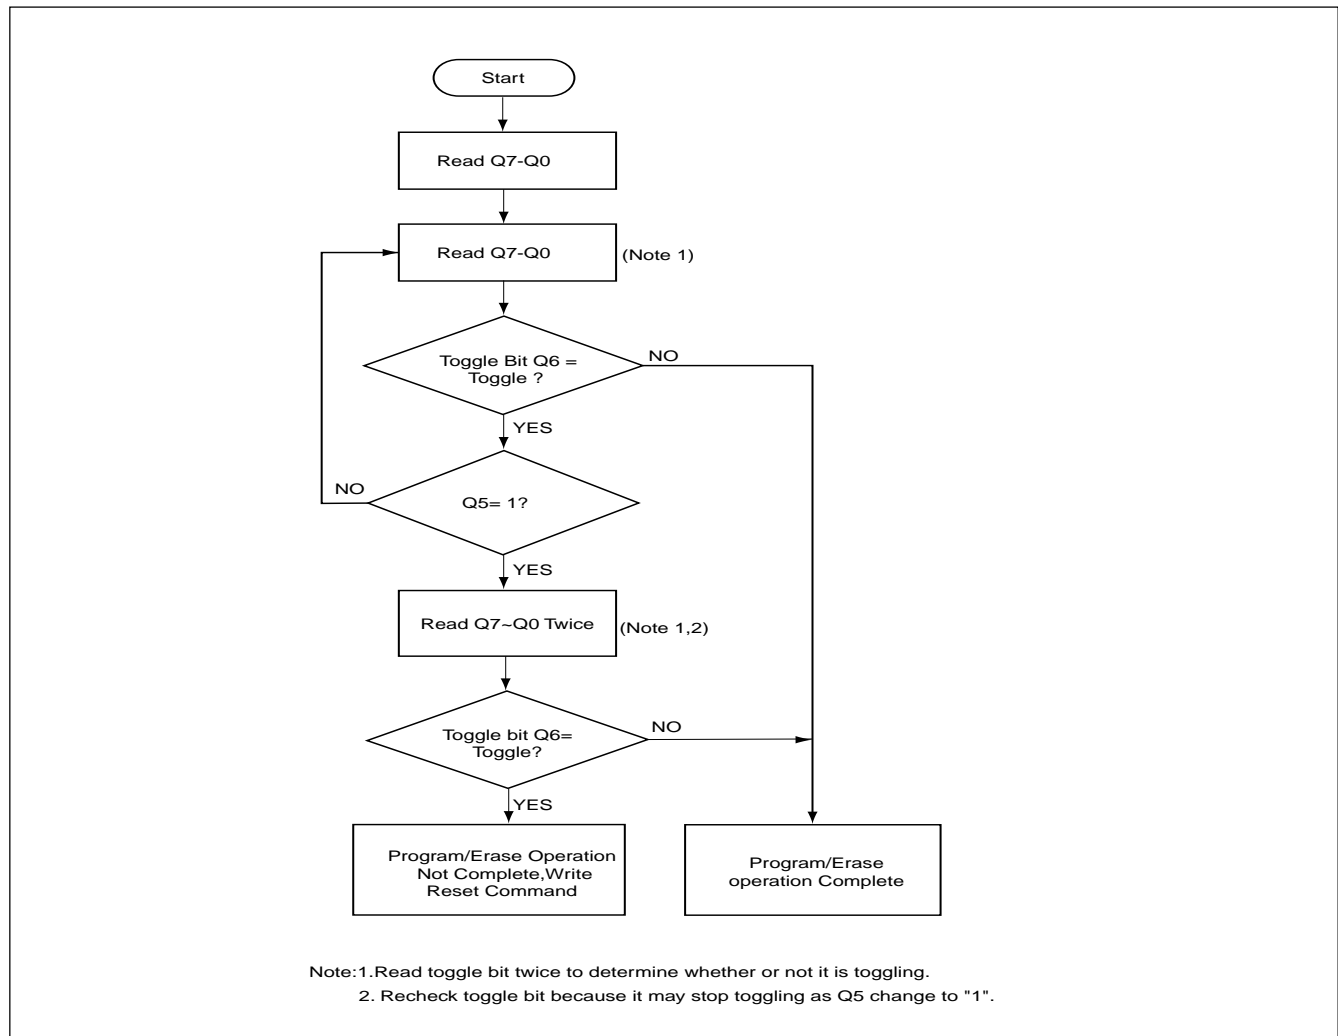 Start
Read Q7-Q0
Read Q7-Q0
(Note 1)
Toggle Bit Q6 =
Toggle ?
NO
YES
NO
Q5= 1?
YES
Read Q7~Q0 Twice
(Note 1,2)
Toggle bit Q6=
Toggle?
NO
YES
Program/Erase Operation
Not Complete,Write
Reset Command
Program/Erase
operation Complete
Note:1.Read toggle bit twice to determine whether or not it is toggling.
2. Recheck toggle bit because it may stop toggling as Q5 change to "1".